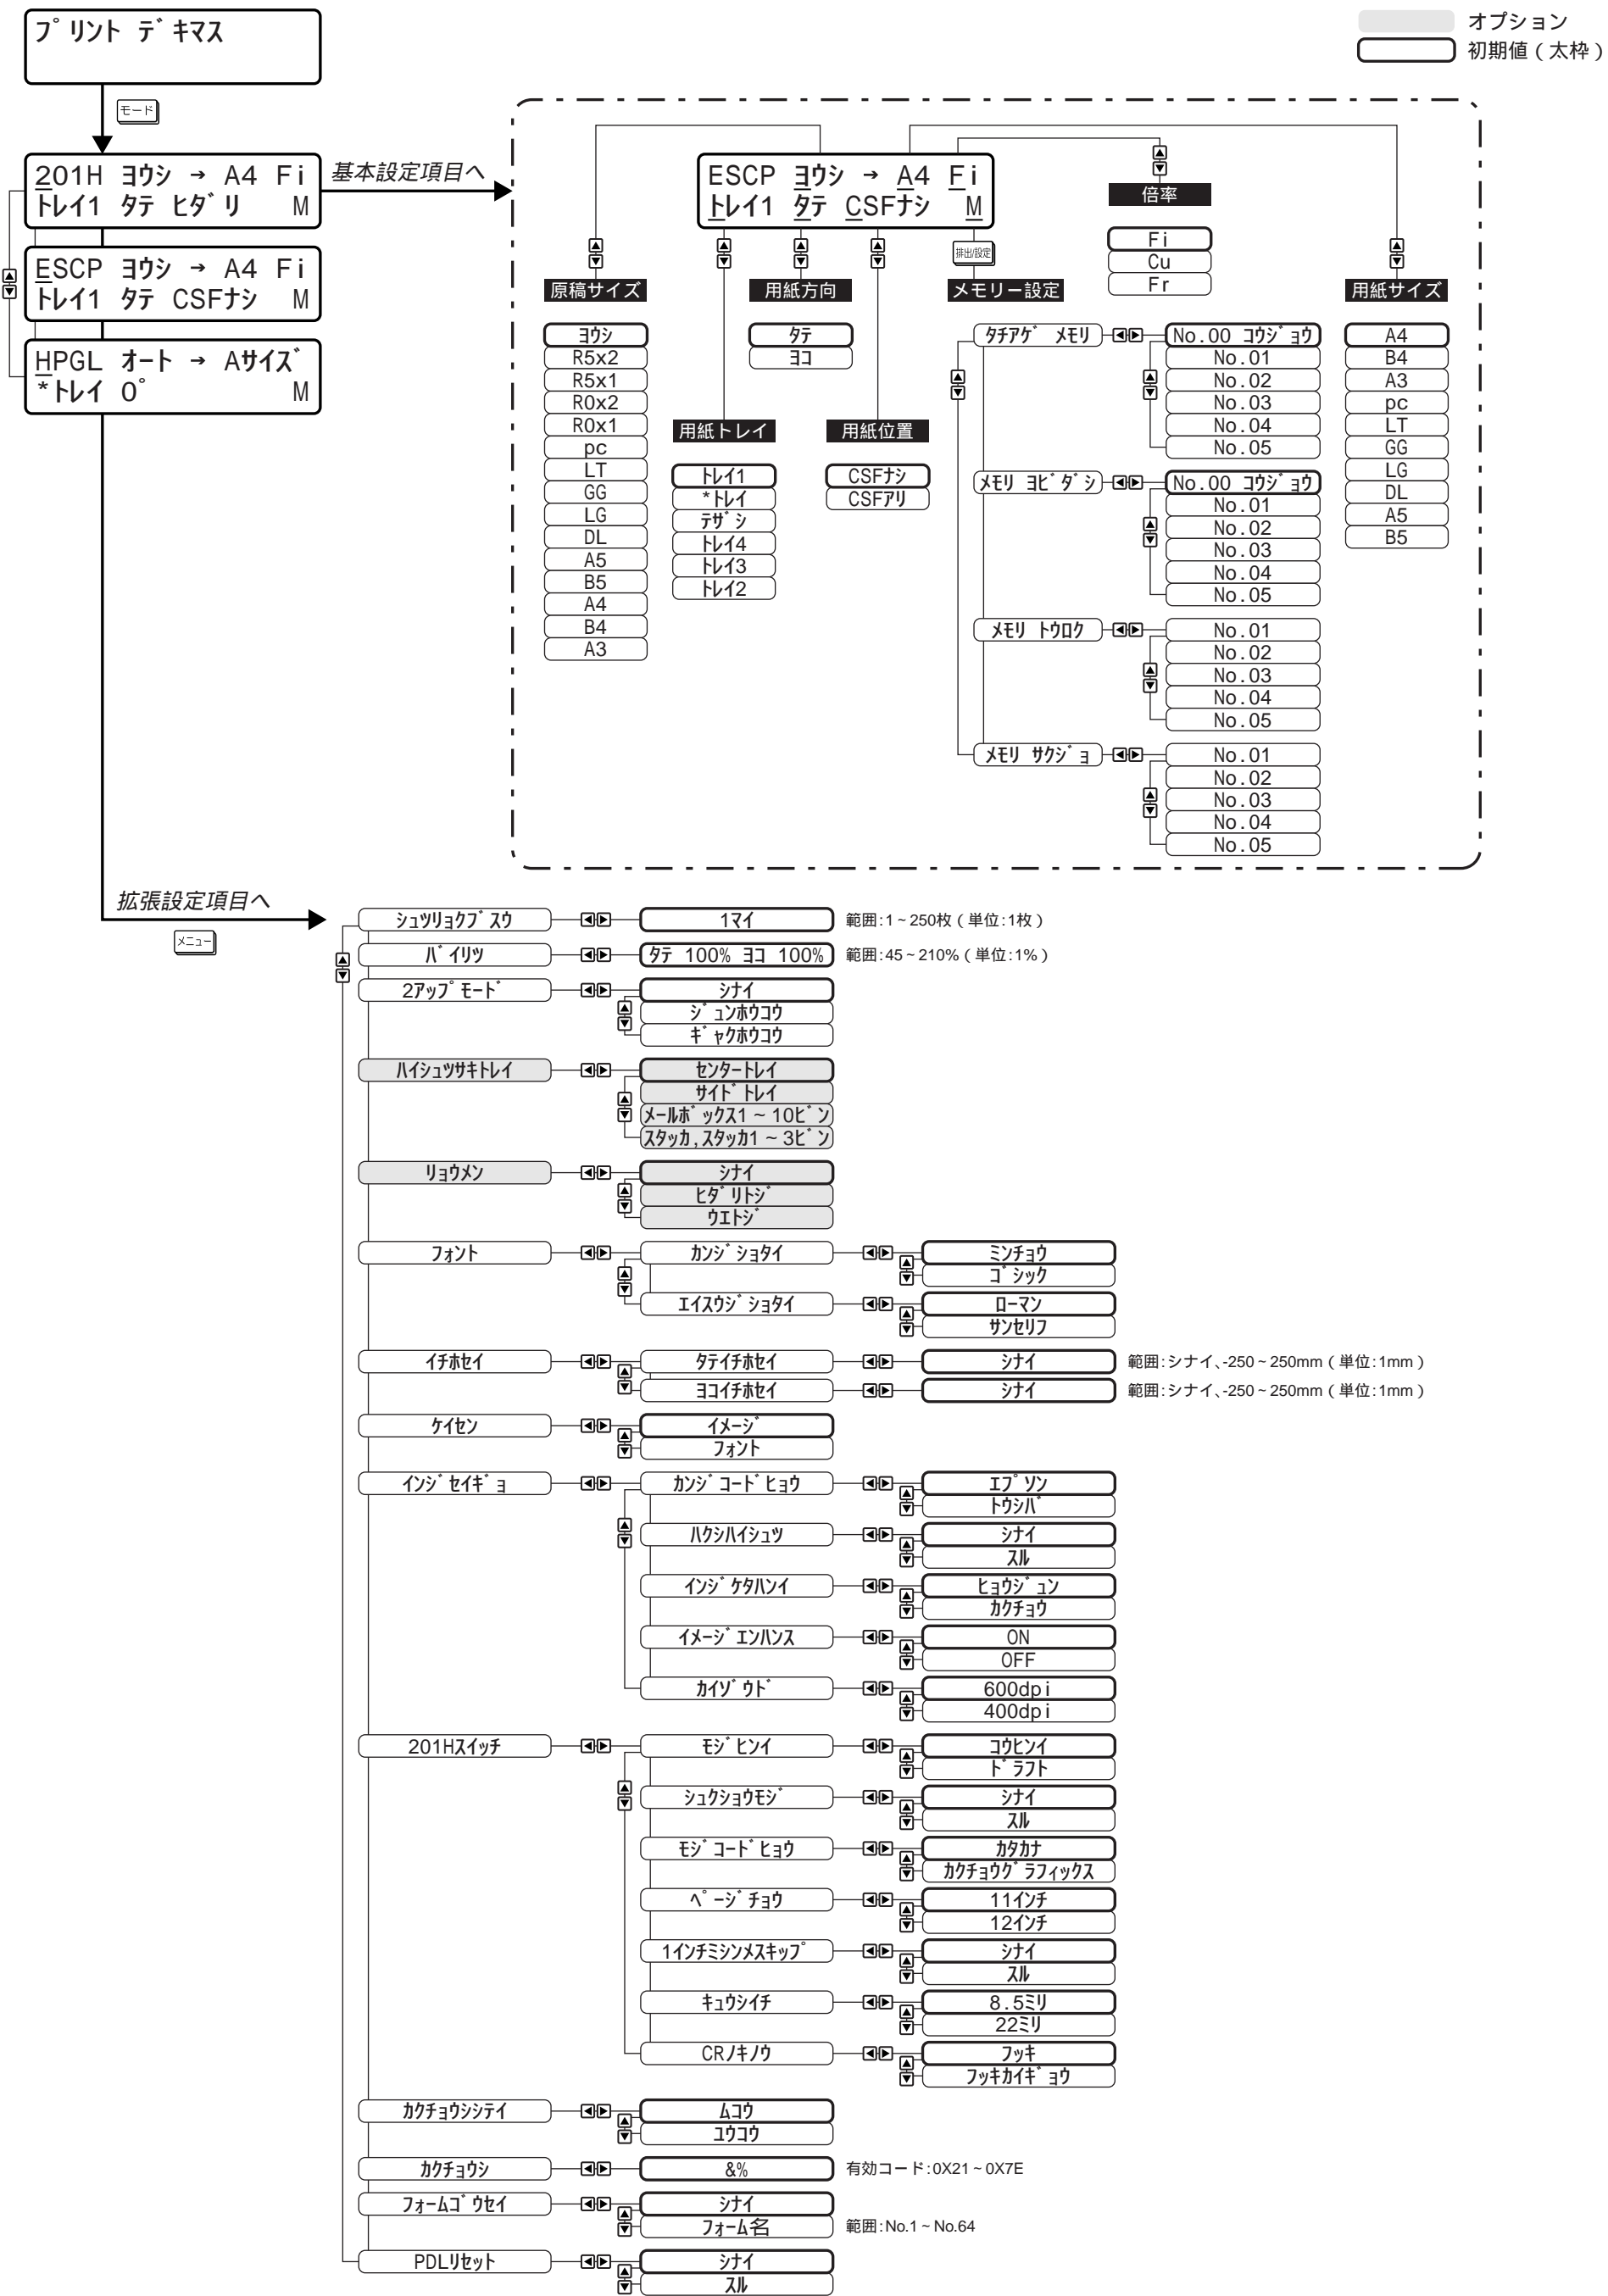 プリント デキマス
オプション
初期値（太枠）
モード
201H ヨウシ → A4 Fi
トレイ1 タテ ヒダリ M
基本設定項目へ
ESCP ヨウシ → A4 Fi
トレイ1 タテ CSFナシ M
HPGL オート → Aサイズ
*トレイ 0° M
ESCP ヨウシ → A4 Fi
トレイ1 タテ CSFナシ M
倍率
Fi
Cu
Fr
排出/設定
原稿サイズ
ヨウシ
R5x2
R5x1
R0x2
R0x1
pc
LT
GG
LG
DL
A5
B5
A4
B4
A3
用紙トレイ
トレイ1
*トレイ
テザシ
トレイ4
トレイ3
トレイ2
用紙方向
タテ
ヨコ
用紙位置
CSFナシ
CSFアリ
メモリー設定
タチアゲ メモリ
No.00 コウジョウ
No.01
No.02
No.03
No.04
No.05
メモリ ヨビダシ
No.00 コウジョウ
No.01
No.02
No.03
No.04
No.05
メモリ トウロク
No.01
No.02
No.03
No.04
No.05
メモリ サクジョ
No.01
No.02
No.03
No.04
No.05
用紙サイズ
A4
B4
A3
pc
LT
GG
LG
DL
A5
B5
拡張設定項目へ
メニュー
シュツリョクブスウ
1マイ
範囲:1～250枚（単位:1枚）
バイリツ
タテ 100% ヨコ 100%
範囲:45～210%（単位:1%）
2アップモード
シナイ
ジュンホウコウ
ギャクホウコウ
ハイシュツサキトレイ
センタートレイ
サイドトレイ
メールボックス1～10ビン
スタッカ,スタッカ1～3ビン
リョウメン
シナイ
ヒダリトジ
ウエトジ
フォント
カンジショタイ
ミンチョウ
ゴシック
エイスウジショタイ
ローマン
サンセリフ
イチホセイ
タテイチホセイ
シナイ
範囲:シナイ、-250～250mm（単位:1mm）
ヨコイチホセイ
シナイ
範囲:シナイ、-250～250mm（単位:1mm）
ケイセン
イメージ
フォント
インジセイギョ
カンジコードヒョウ
エプソン
トウシバ
ハクシハイシュツ
シナイ
スル
インジケタハンイ
ヒョウジュン
カクチョウ
イメージエンハンス
ON
OFF
カイゾウド
600dpi
400dpi
201Hスイッチ
モジヒンイ
コウヒンイ
ドラフト
シュクショウモジ
シナイ
スル
モジコードヒョウ
カタカナ
カクチョウグラフィックス
ページチョウ
11インチ
12インチ
1インチミシンメスキップ
シナイ
スル
キュウシイチ
8.5ミリ
22ミリ
CRノキノウ
フッキ
フッキカイギョウ
カクチョウシシテイ
ムコウ
ユウコウ
カクチョウシ
&%
有効コード:0X21～0X7E
フォームゴウセイ
シナイ
フォーム名
範囲:No.1～No.64
PDLリセット
シナイ
スル